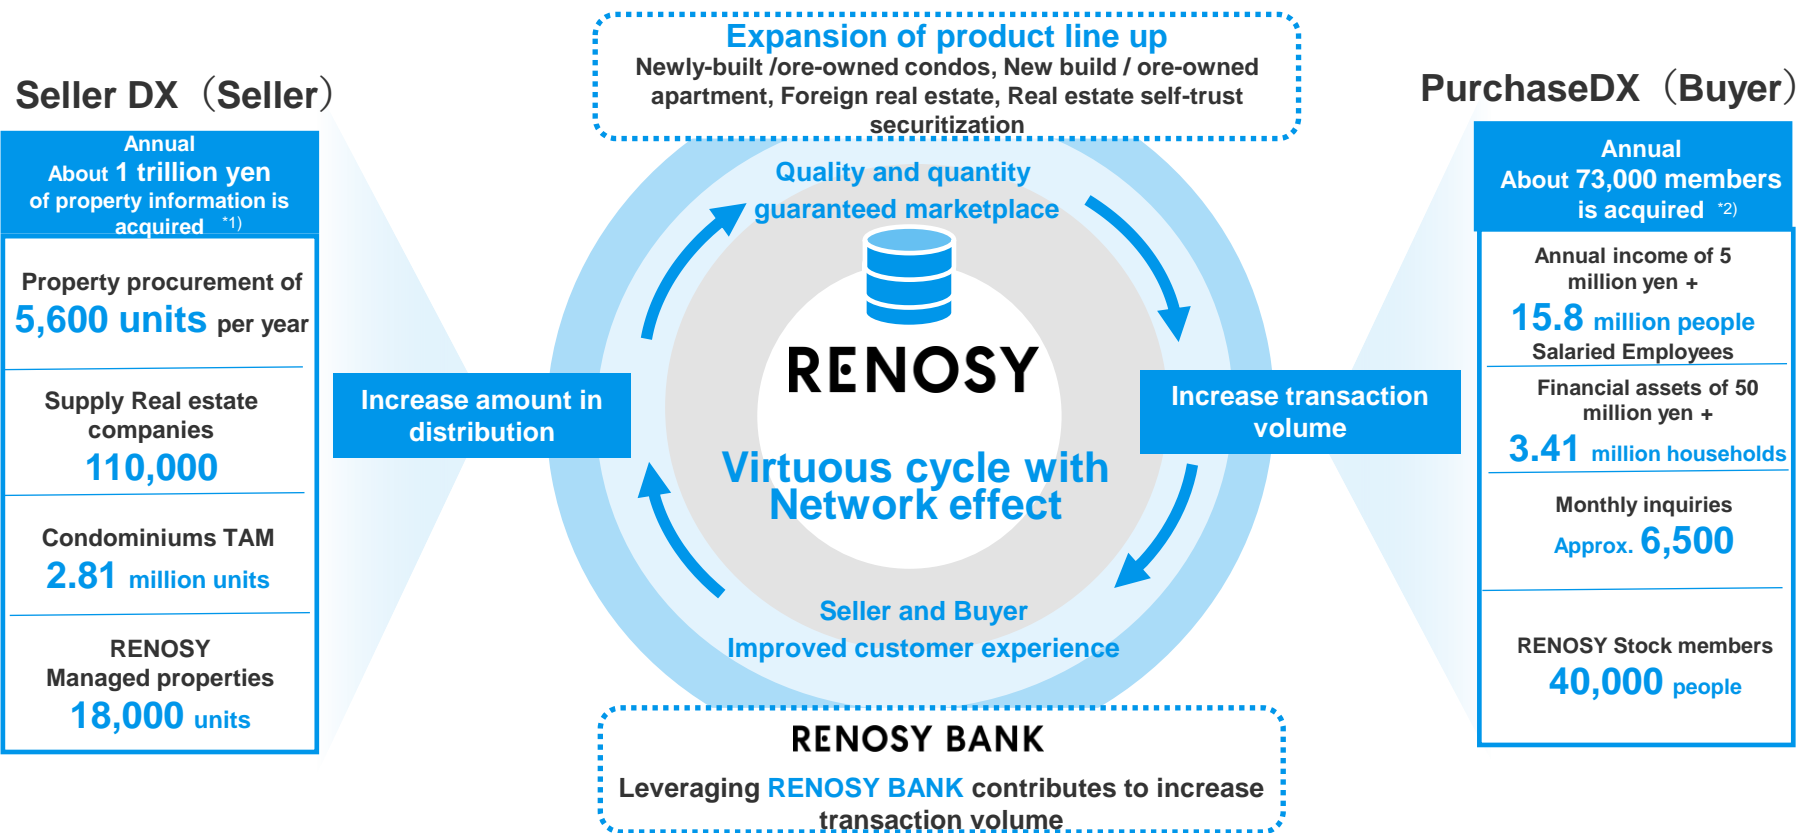 Expansion of product line up
Newly-built /ore-owned condos, New build / ore-owned
apartment, Foreign real estate, Real estate self-trust
securitization
Seller DX（Seller）
Annual
About 1 trillion yen
of property information is
acquired *1)
Property procurement of
5,600 units per year
Supply Real estate
companies
110,000
Condominiums TAM
2.81 million units
RENOSY
Managed properties
18,000 units
Increase amount in
distribution
Quality and quantity
guaranteed marketplace
RENOSY
Virtuous cycle with
Network effect
Seller and Buyer
Improved customer experience
Increase transaction
volume
PurchaseDX（Buyer）
Annual
About 73,000 members
is acquired *2)
Annual income of 5
million yen +
15.8 million people
Salaried Employees
Financial assets of 50
million yen +
3.41 million households
Monthly inquiries
Approx. 6,500
RENOSY Stock members
40,000 people
RENOSY BANK
Leveraging RENOSY BANK contributes to increase
transaction volume